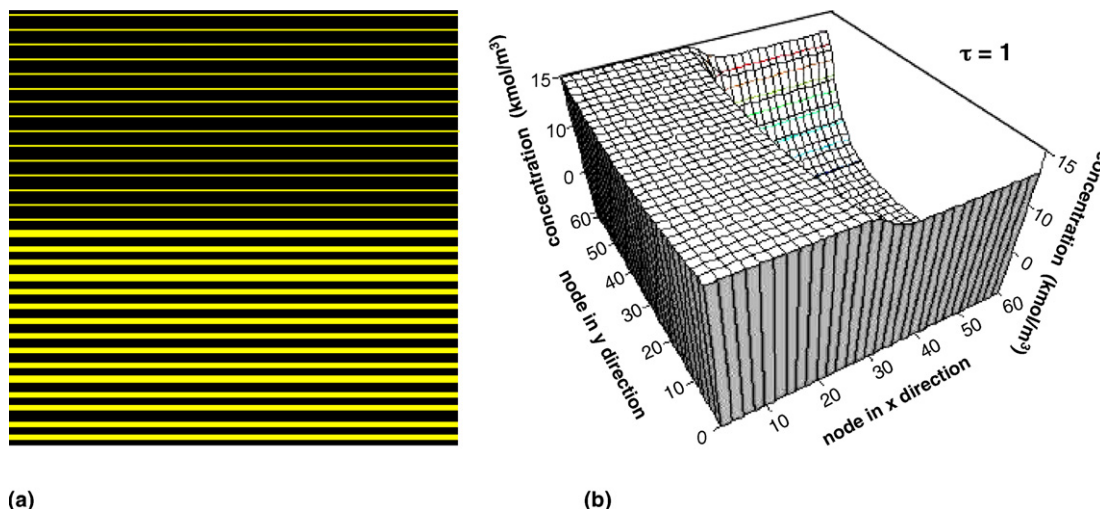 concentration (kmol/m³)
15
10
0
60
50
40
30
20
10
0
node in y direction
τ = 1
15
10
0
concentration (kmol/m³)
10
20
30
40
50
60
node in x direction
(a)
(b)